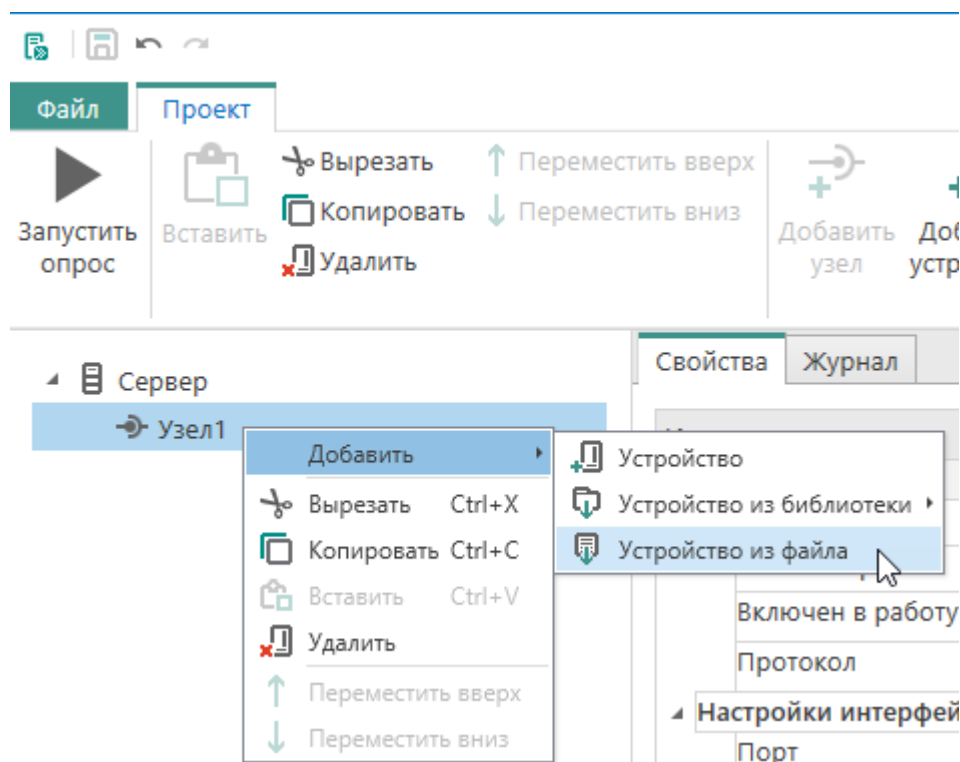 Файл Проект
Вырезать
Переместить вверх
Копировать
Переместить вниз
Удалить
Запустить
опрос
Вставить
Добавить
узел
Сервер
Узел1
Свойства Журнал
Добавить
Вырезать Ctrl+X
Копировать Ctrl+C
Вставить Ctrl+V
Удалить
Переместить вверх
Переместить вниз
Устройство
Устройство из библиотеки
Устройство из файла
Включен в работу
Протокол
Настройки интерфей
Порт